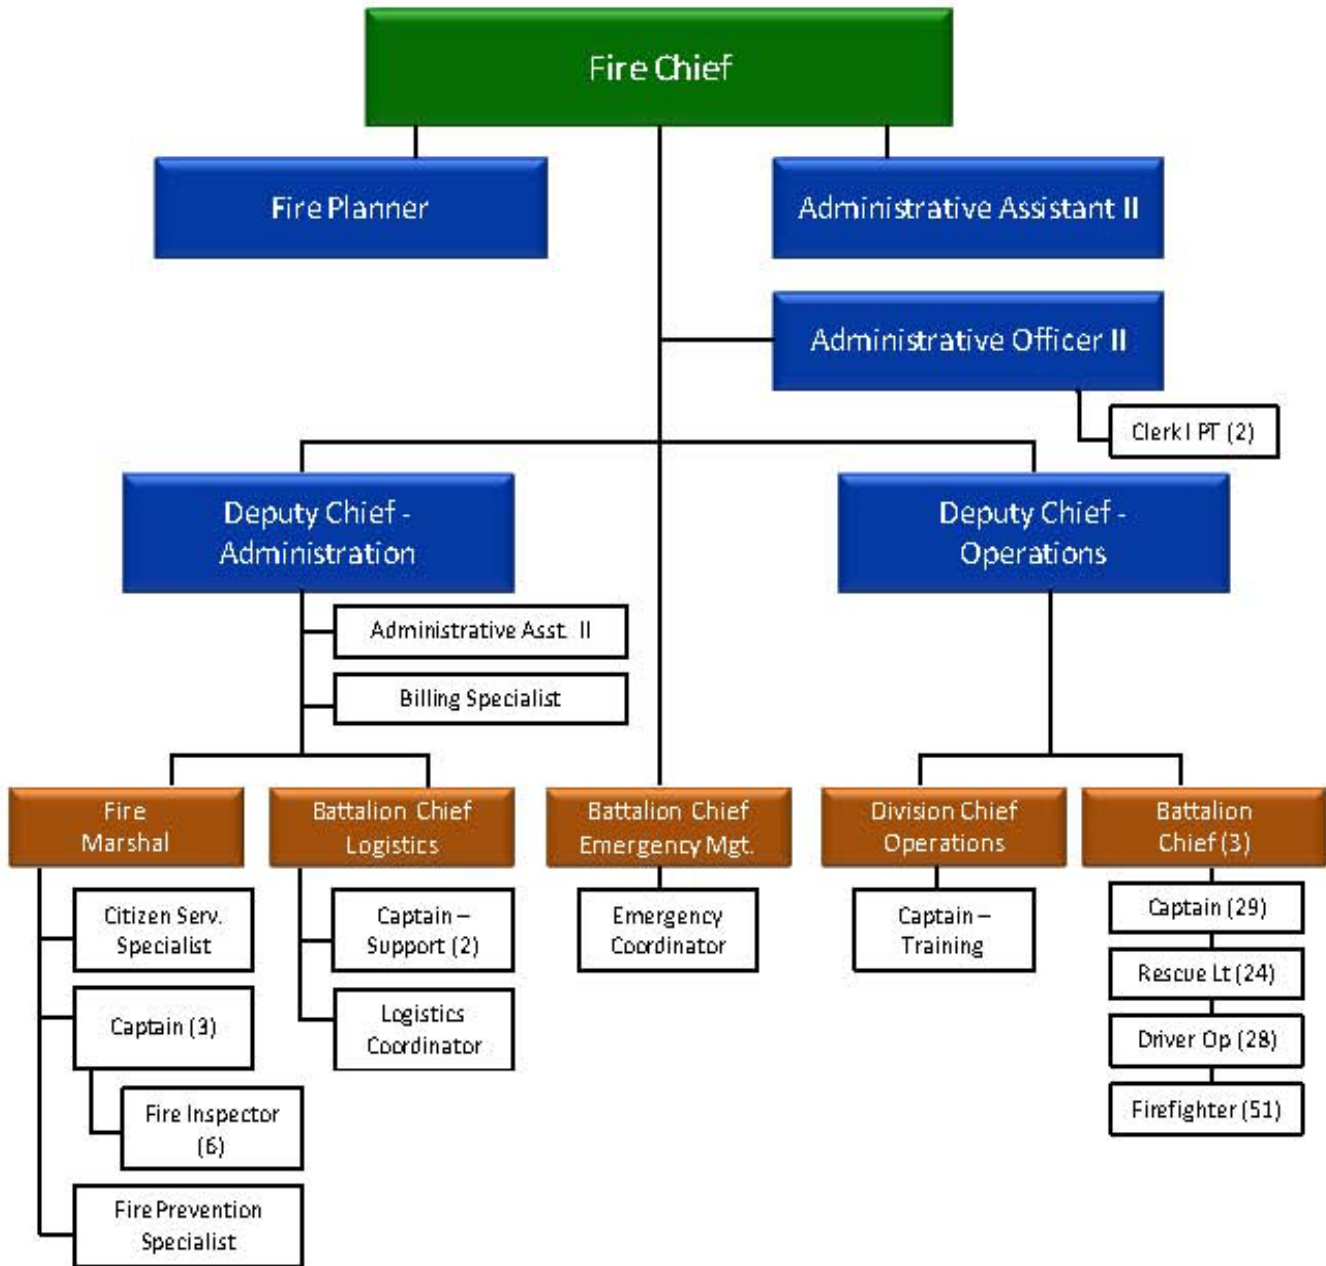 Fire Chief
Fire Planner
Administrative Assistant II
Administrative Officer II
Clerk I PT (2)
Deputy Chief -
Administration
Deputy Chief -
Operations
Administrative Asst. II
Billing Specialist
Fire
Marshal
Battalion Chief
Logistics
Battalion Chief
Emergency Mgt.
Division Chief
Operations
Battalion
Chief (3)
Citizen Serv.
Specialist
Captain (3)
Fire Inspector
(6)
Fire Prevention
Specialist
Captain –
Support (2)
Logistics
Coordinator
Emergency
Coordinator
Captain –
Training
Captain (29)
Rescue Lt (24)
Driver Op (28)
Firefighter (51)